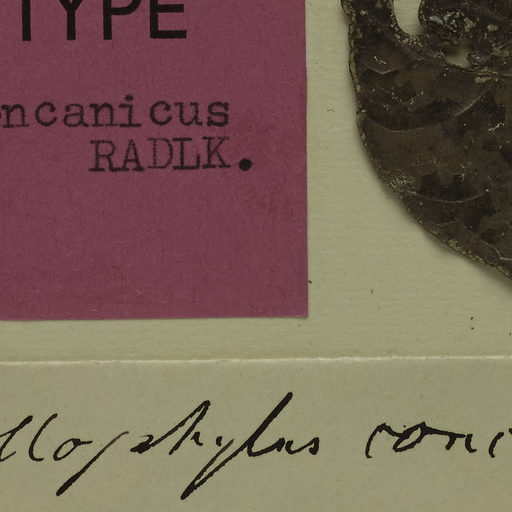 TYPE
ncanicus
RADLK.
llophylus conc